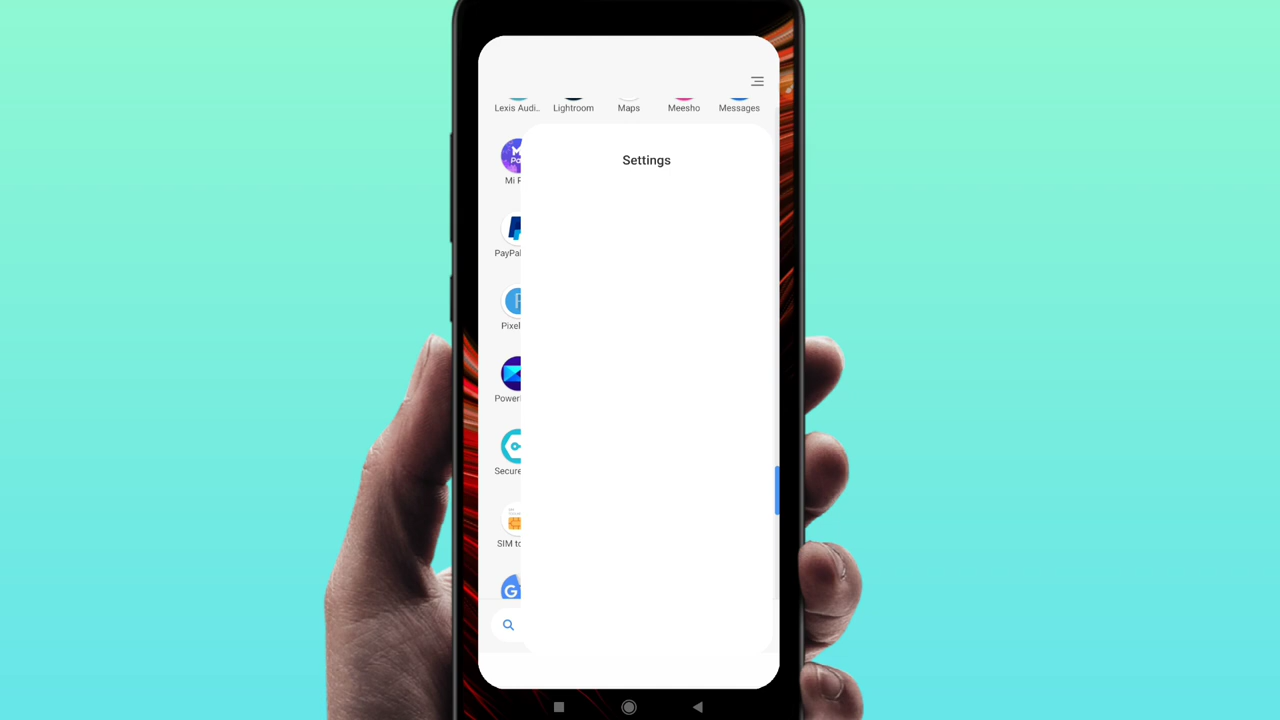 Lexis Audi.. Lightroom Maps Meesho Messages
Settings
Mi P
PayPal
Pixel
Power
Secure
SIM to